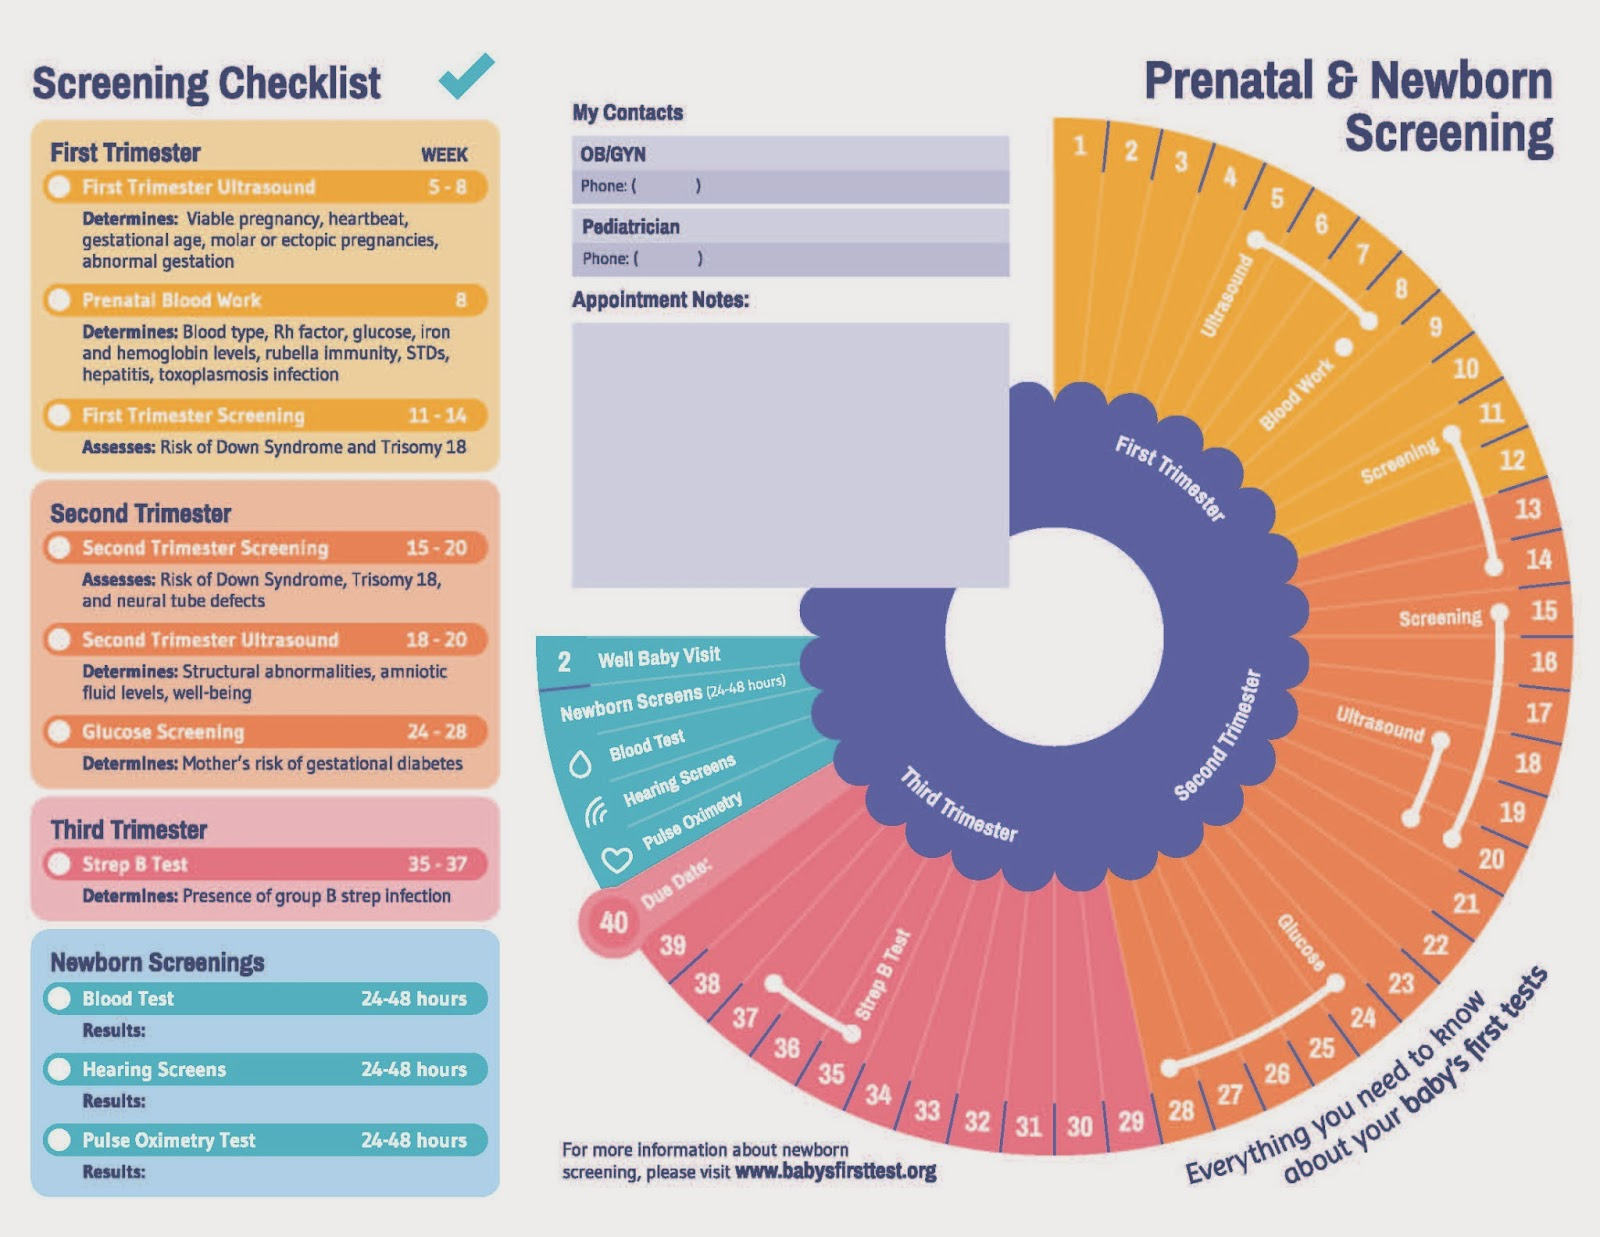 Screening Checklist
First Trimester WEEK
First Trimester Ultrasound 5 - 8
Determines: Viable pregnancy, heartbeat,
gestational age, molar or ectopic pregnancies,
abnormal gestation
Prenatal Blood Work 8
Determines: Blood type, Rh factor, glucose, iron
and hemoglobin levels, rubella immunity, STDs,
hepatitis, toxoplasmosis infection
First Trimester Screening 11 - 14
Assesses: Risk of Down Syndrome and Trisomy 18
Second Trimester
Second Trimester Screening 15 - 20
Assesses: Risk of Down Syndrome, Trisomy 18,
and neural tube defects
Second Trimester Ultrasound 18 - 20
Determines: Structural abnormalities, amniotic
fluid levels, well-being
Glucose Screening 24 - 28
Determines: Mother's risk of gestational diabetes
Third Trimester
Strep B Test 35 - 37
Determines: Presence of group B strep infection
Newborn Screenings
Blood Test 24-48 hours
Results:
Hearing Screens 24-48 hours
Results:
Pulse Oximetry Test 24-48 hours
Results:
My Contacts
OB/GYN
Phone: ( )
Pediatrician
Phone: ( )
Appointment Notes:
Prenatal & Newborn
Screening
1
2
3
4
5
6
7
8
9
10
11
12
13
14
15
16
17
18
19
20
21
22
23
24
25
26
27
28
29
30
31
32
33
34
35
36
37
38
39
40
Ultrasound
Blood Work
Screening
Screening
Ultrasound
Glucose
Strep B Test
Due Date:
First Trimester
Second Trimester
Third Trimester
2 Well Baby Visit
Newborn Screens (24-48 hours)
Blood Test
Hearing Screens
Pulse Oximetry
Everything you need to know
about your baby's first tests
For more information about newborn
screening, please visit www.babysfirsttest.org